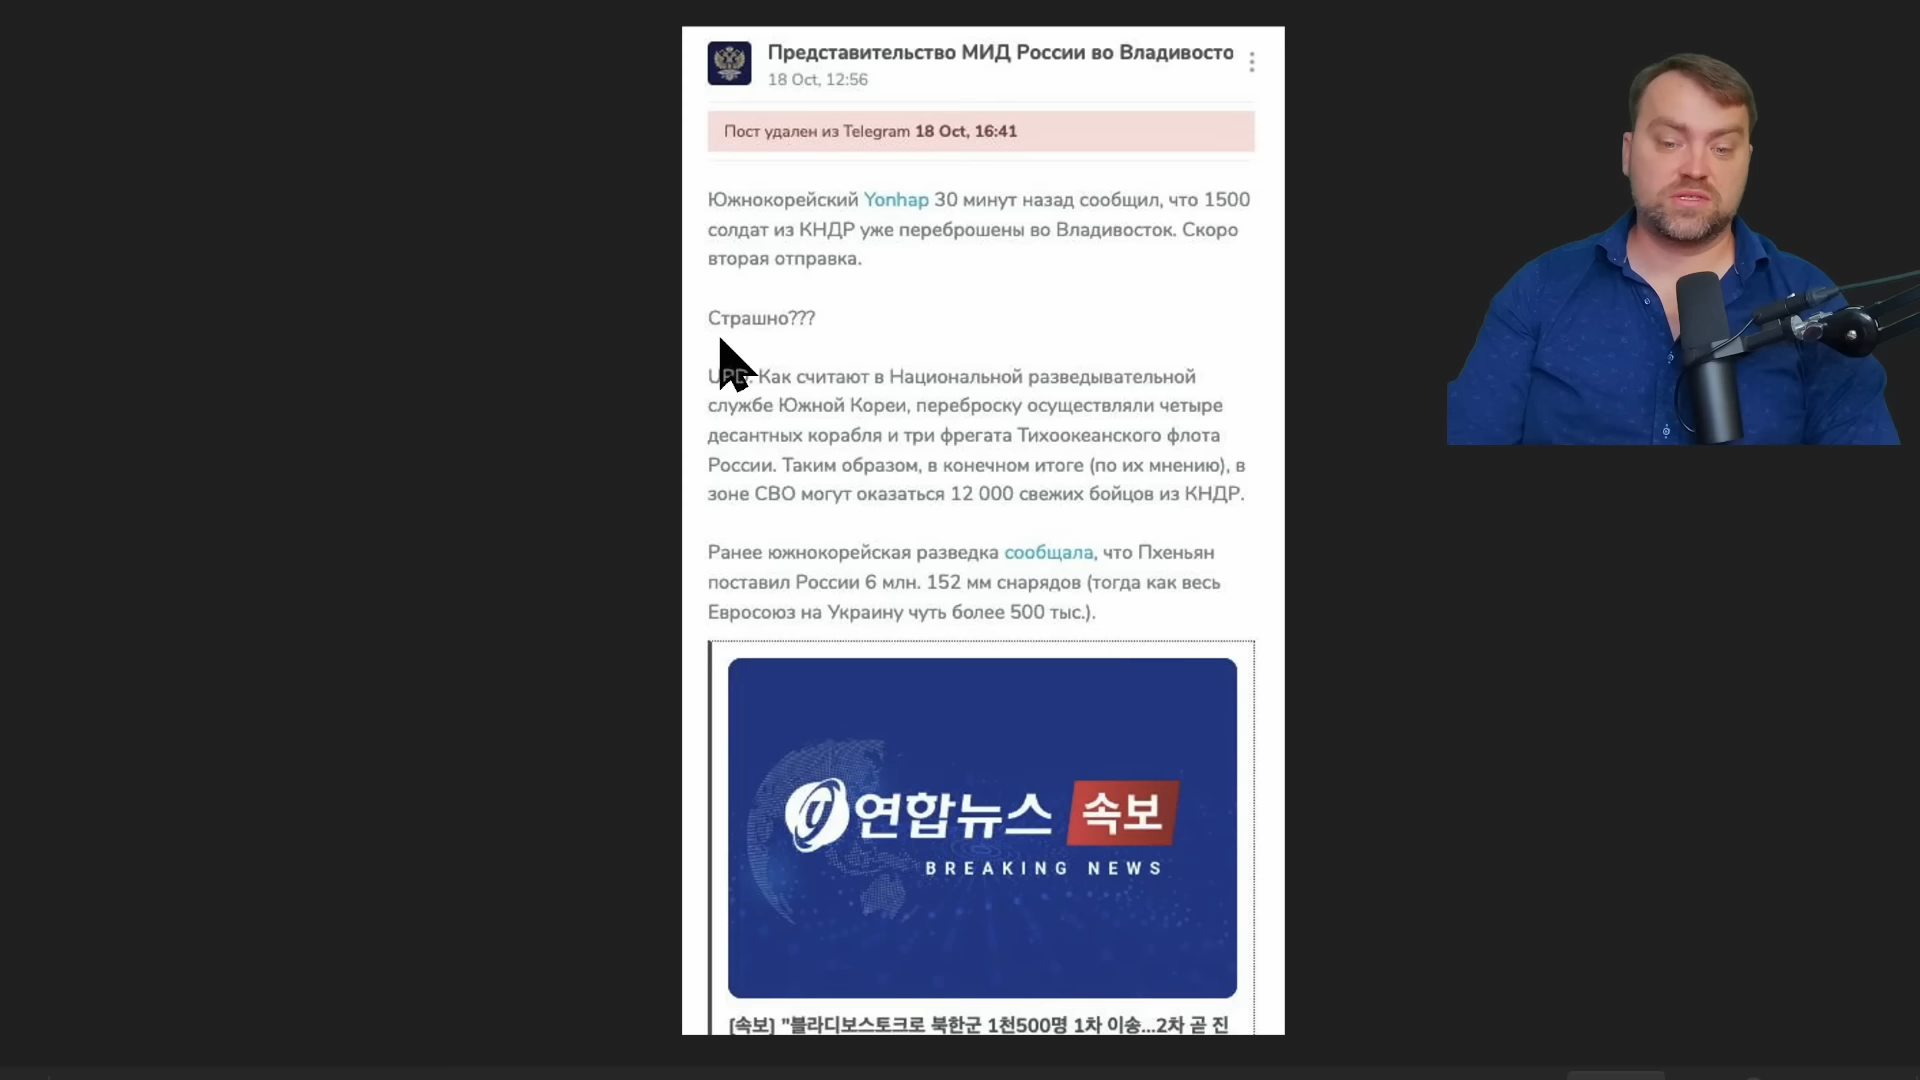 Представительство МИД России во Владивосто
18 Oct, 12:56
Пост удален из Telegram 18 Oct, 16:41
Южнокорейский Yonhap 30 минут назад сообщил, что 1500
солдат из КНДР уже переброшены во Владивосток. Скоро
вторая отправка.
Страшно???
UPD. Как считают в Национальной разведывательной
службе Южной Кореи, переброску осуществляли четыре
десантных корабля и три фрегата Тихоокеанского флота
России. Таким образом, в конечном итоге (по их мнению), в
зоне СВО могут оказаться 12 000 свежих бойцов из КНДР.
Ранее южнокорейская разведка сообщала, что Пхеньян
поставил России 6 млн. 152 мм снарядов (тогда как весь
Евросоюз на Украину чуть более 500 тыс.).
연합뉴스 속보
BREAKING NEWS
[속보] "블라디보스토크로 북한군 1천500명 1차 이송...2차 곧 진